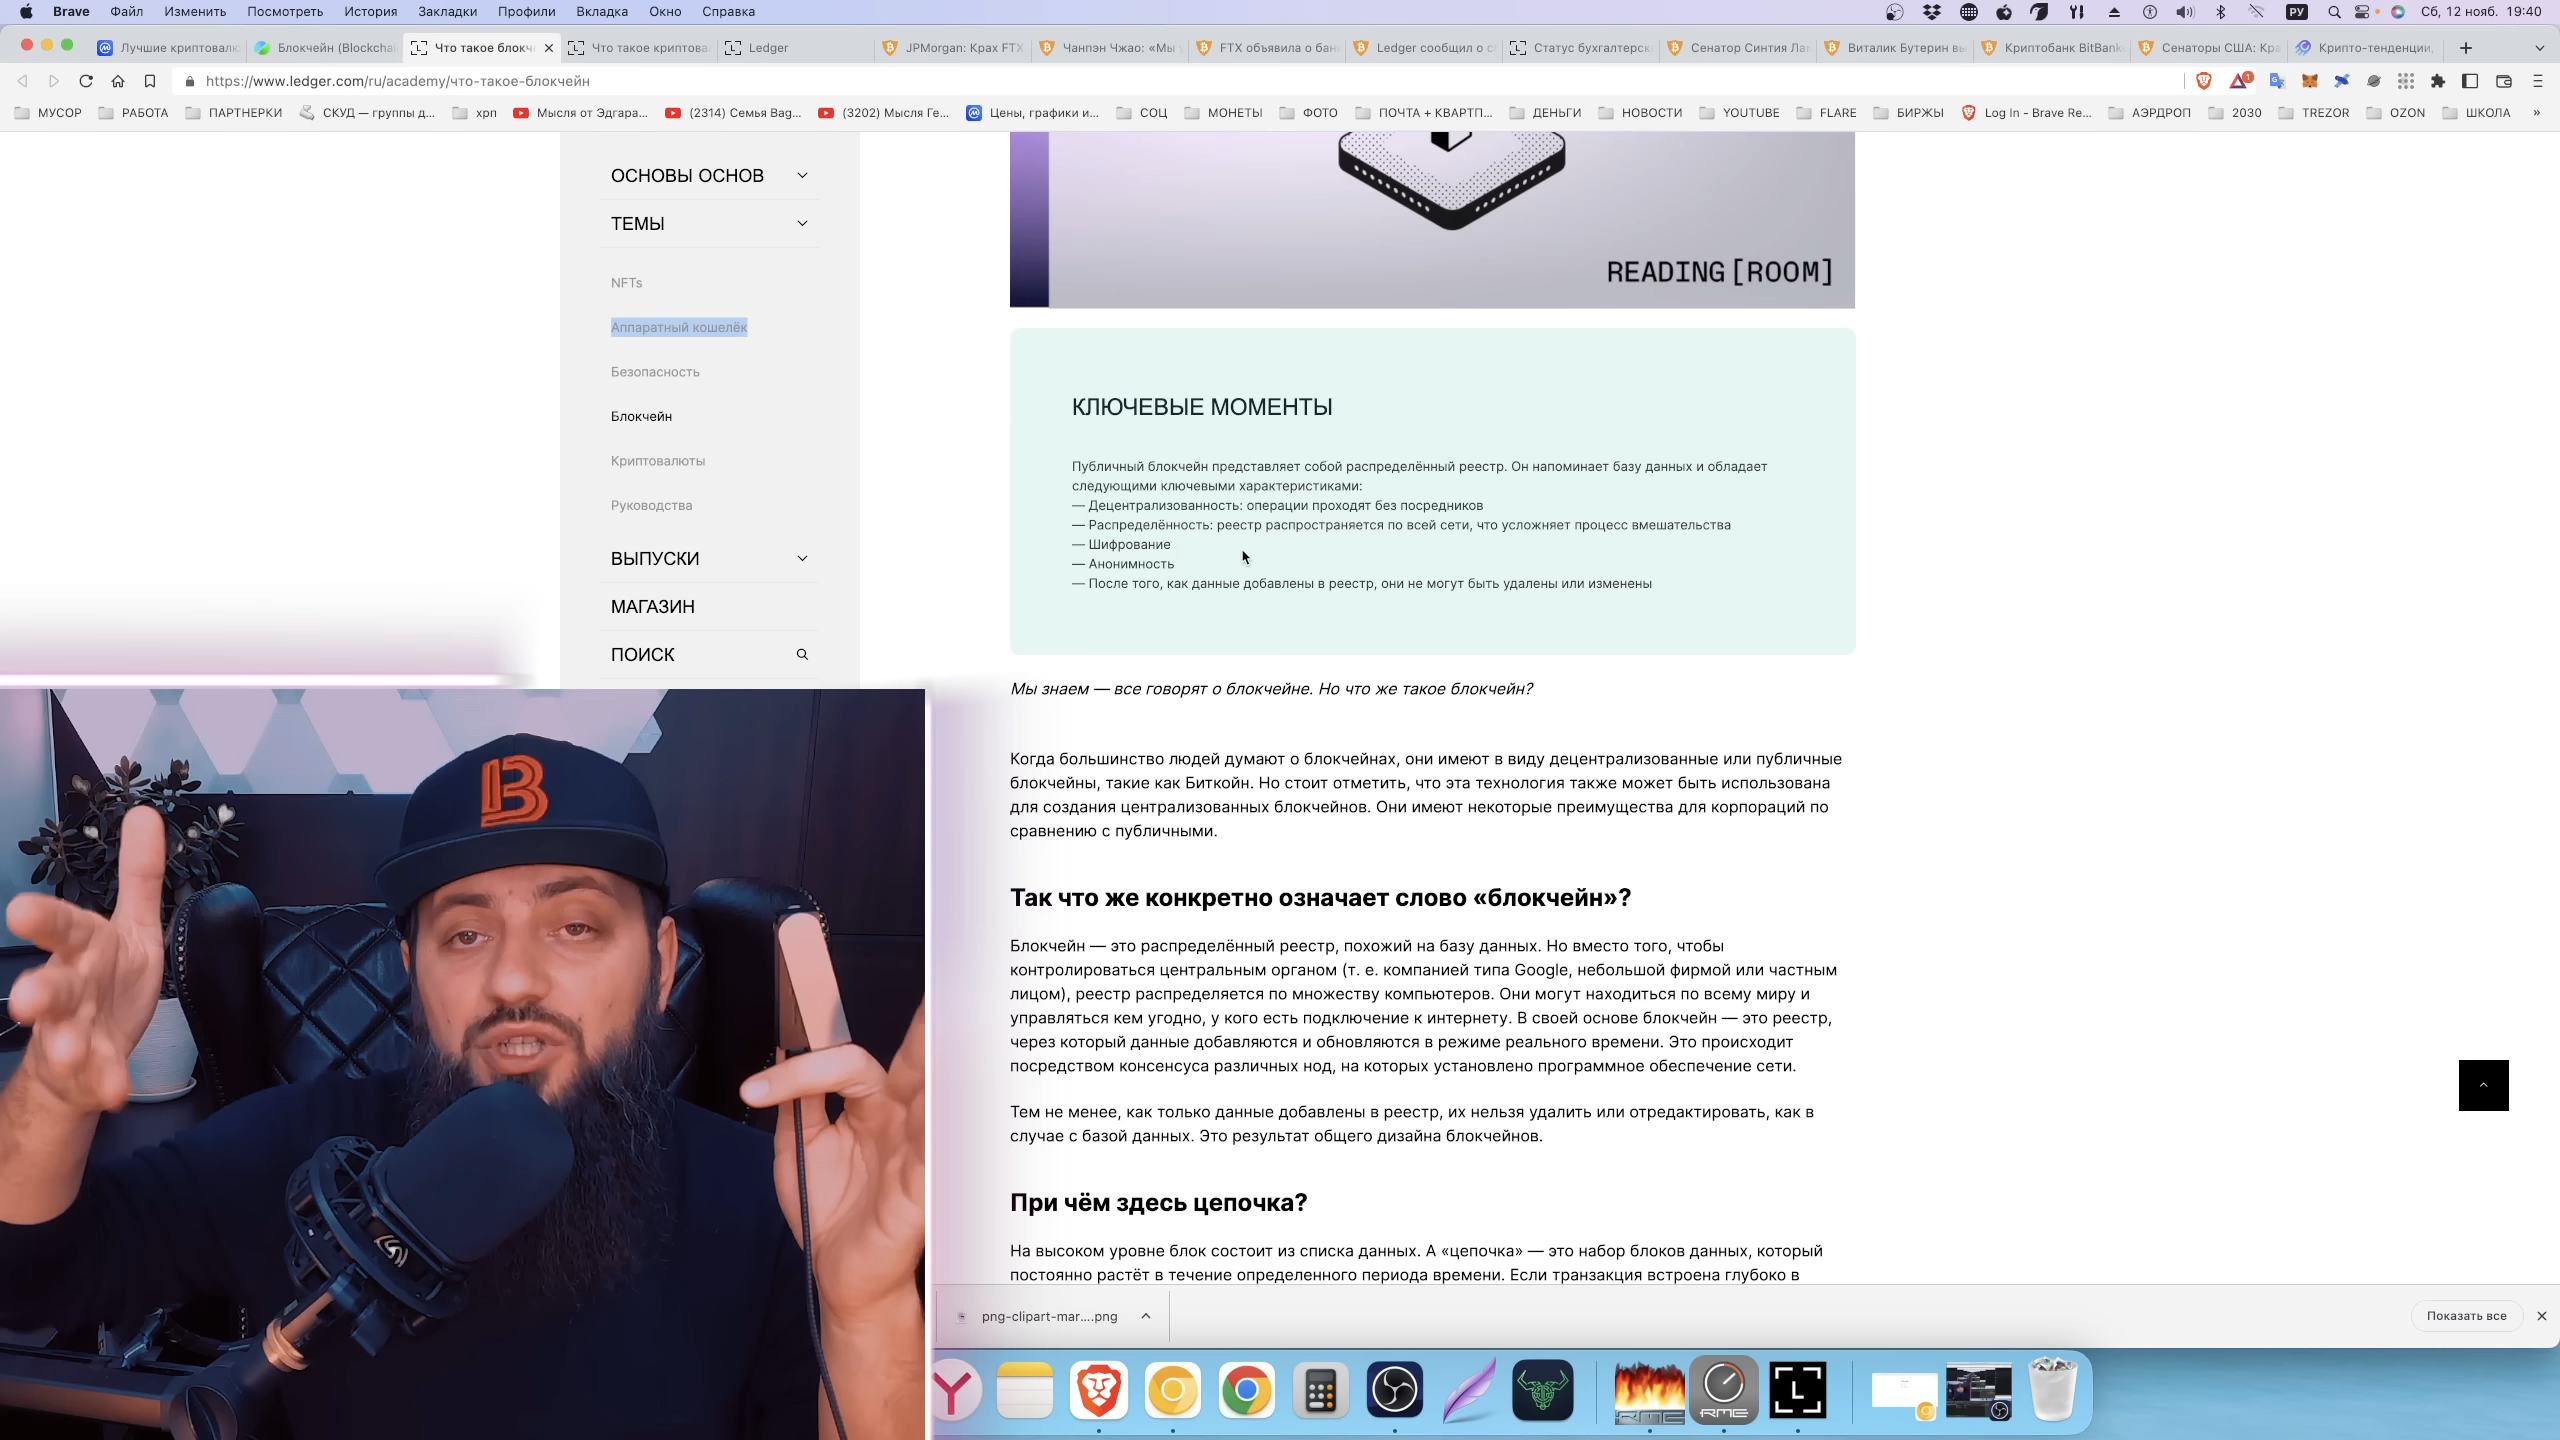 Brave Файл Изменить Посмотреть История Закладки Профили Вкладка Окно Справка
РУ Сб, 12 нояб. 19:40
Лучшие криптовал Блокчейн (Blockcha Что такое блокч Что такое криптова Ledger JPMorgan: Крах FTX Чанпэн Чжао: «Мы FTX объявила о бан Ledger сообщил о с Статус бухгалтерск Сенатор Синтия Ла Виталик Бутерин в Криптобанк BitBank Сенаторы США: Кра Крипто-тенденции,
https://www.ledger.com/ru/academy/что-такое-блокчейн
1
МУСОР РАБОТА ПАРТНЕРКИ СКУД — группы д... хрп Мысля от Эдгара... (2314) Семья Bag... (3202) Мысля Ге... Цены, графики и... СОЦ МОНЕТЫ ФОТО ПОЧТА + КВАРТП... ДЕНЬГИ НОВОСТИ YOUTUBE FLARE БИРЖЫ Log In - Brave Re... АЭРДРОП 2030 TREZOR OZON ШКОЛА »
ОСНОВЫ ОСНОВ
ТЕМЫ
NFTs
Аппаратный кошелёк
Безопасность
Блокчейн
Криптовалюты
Руководства
ВЫПУСКИ
МАГАЗИН
ПОИСК
READING[ROOM]
КЛЮЧЕВЫЕ МОМЕНТЫ
Публичный блокчейн представляет собой распределённый реестр. Он напоминает базу данных и обладает
следующими ключевыми характеристиками:
— Децентрализованность: операции проходят без посредников
— Распределённость: реестр распространяется по всей сети, что усложняет процесс вмешательства
— Шифрование
— Анонимность
— После того, как данные добавлены в реестр, они не могут быть удалены или изменены
Мы знаем — все говорят о блокчейне. Но что же такое блокчейн?
Когда большинство людей думают о блокчейнах, они имеют в виду децентрализованные или публичные
блокчейны, такие как Биткойн. Но стоит отметить, что эта технология также может быть использована
для создания централизованных блокчейнов. Они имеют некоторые преимущества для корпораций по
сравнению с публичными.
Так что же конкретно означает слово «блокчейн»?
Блокчейн — это распределённый реестр, похожий на базу данных. Но вместо того, чтобы
контролироваться центральным органом (т. е. компанией типа Google, небольшой фирмой или частным
лицом), реестр распределяется по множеству компьютеров. Они могут находиться по всему миру и
управляться кем угодно, у кого есть подключение к интернету. В своей основе блокчейн — это реестр,
через который данные добавляются и обновляются в режиме реального времени. Это происходит
посредством консенсуса различных нод, на которых установлено программное обеспечение сети.
Тем не менее, как только данные добавлены в реестр, их нельзя удалить или отредактировать, как в
случае с базой данных. Это результат общего дизайна блокчейнов.
При чём здесь цепочка?
На высоком уровне блок состоит из списка данных. А «цепочка» — это набор блоков данных, который
постоянно растёт в течение определенного периода времени. Если транзакция встроена глубоко в
png-clipart-mar....png
Показать все
B
RME
RME
L